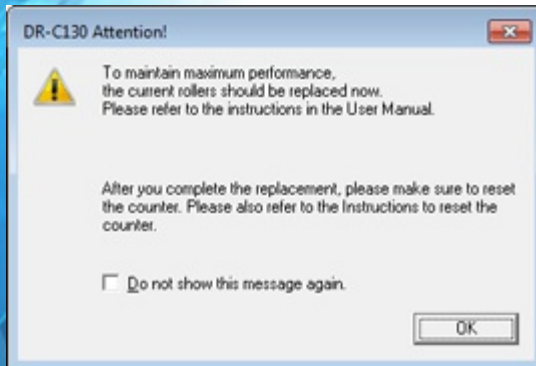 DR-C130 Attention!
To maintain maximum performance,
the current rollers should be replaced now.
Please refer to the instructions in the User Manual.
After you complete the replacement, please make sure to reset
the counter. Please also refer to the Instructions to reset the
counter.
Do not show this message again.
OK